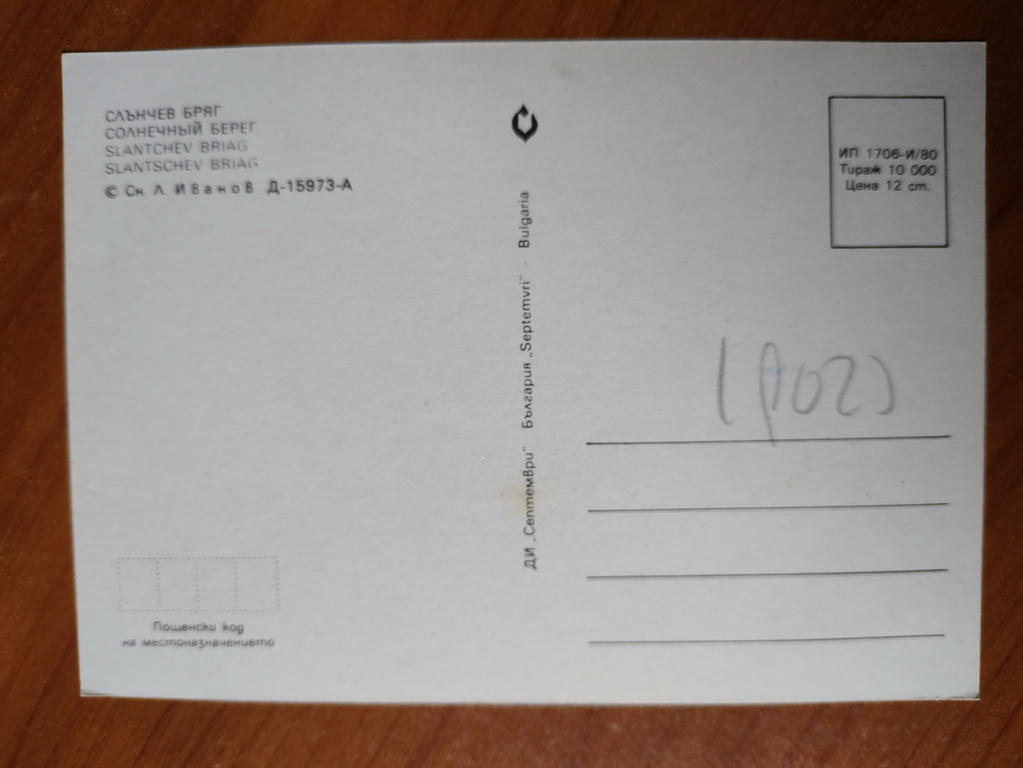 СЛЪНЧЕВ БРЯГ
СОЛНЕЧНЫЙ БЕРЕГ
SLANTCHEV BRIAG
SLANTSCHEV BRIAG
© Сн. Л. Иванов Д-15973-А
ДИ „Септември" България „Septemvri" - Bulgaria
ИП 1706-И/80
Тираж 10 000
Цена 12 ст.
Пощенски код
на местоназначението